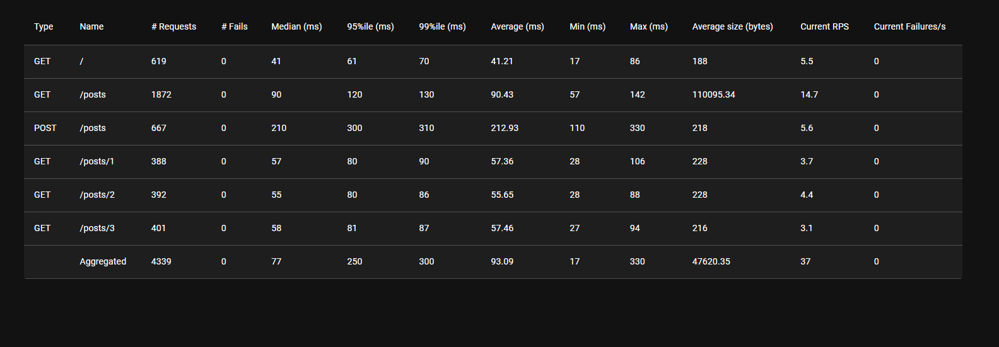 Type Name # Requests # Fails Median (ms) 95%ile (ms) 99%ile (ms) Average (ms) Min (ms) Max (ms) Average size (bytes) Current RPS Current Failures/s
GET / 619 0 41 61 70 41.21 17 86 188 5.5 0
GET /posts 1872 0 90 120 130 90.43 57 142 110095.34 14.7 0
POST /posts 667 0 210 300 310 212.93 110 330 218 5.6 0
GET /posts/1 388 0 57 80 90 57.36 28 106 228 3.7 0
GET /posts/2 392 0 55 80 86 55.65 28 88 228 4.4 0
GET /posts/3 401 0 58 81 87 57.46 27 94 216 3.1 0
Aggregated 4339 0 77 250 300 93.09 17 330 47620.35 37 0